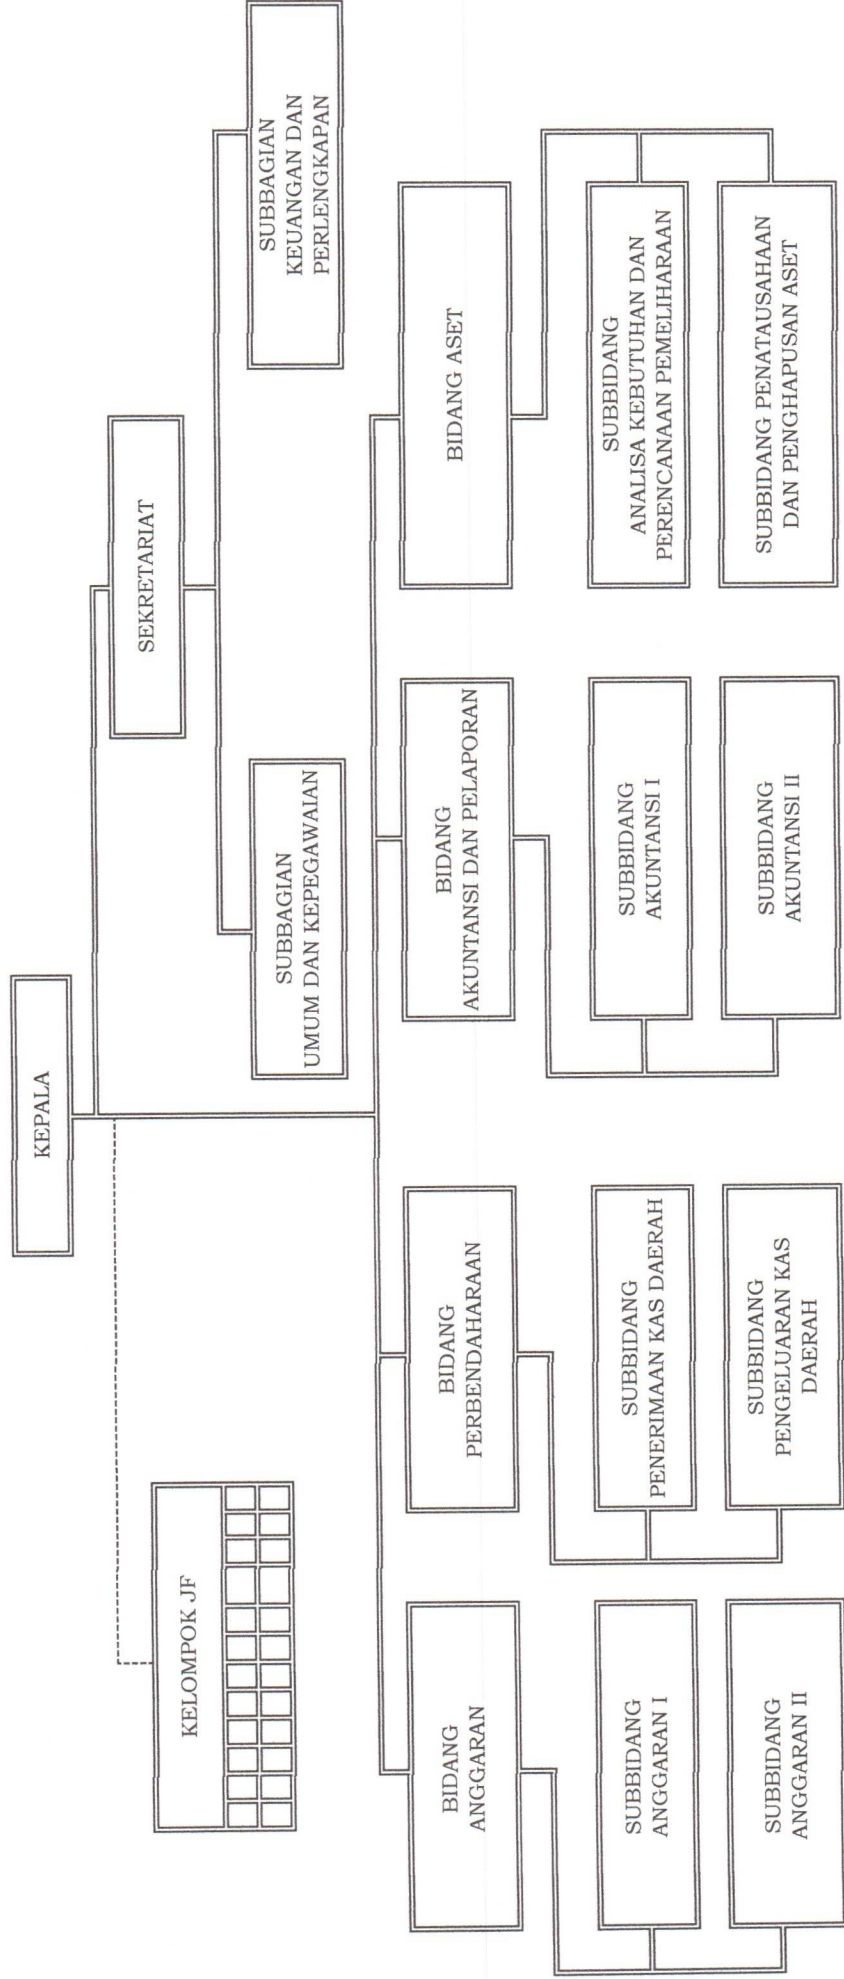 KEPALA
SEKRETARIAT
KELOMPOK JF
SUBBAGIAN
UMUM DAN KEPEGAWAIAN
SUBBAGIAN
KEUANGAN DAN
PERLENGKAPAN
BIDANG
ANGGARAN
BIDANG
PERBENDAHARAAN
BIDANG
AKUNTANSI DAN PELAPORAN
BIDANG ASET
SUBBIDANG
ANGGARAN I
SUBBIDANG
PENERIMAAN KAS DAERAH
SUBBIDANG
AKUNTANSI I
SUBBIDANG
ANALISA KEBUTUHAN DAN
PERENCANAAN PEMELIHARAAN
SUBBIDANG
ANGGARAN II
SUBBIDANG
PENGELUARAN KAS
DAERAH
SUBBIDANG
AKUNTANSI II
SUBBIDANG PENATAUSAHAAN
DAN PENGHAPUSAN ASET